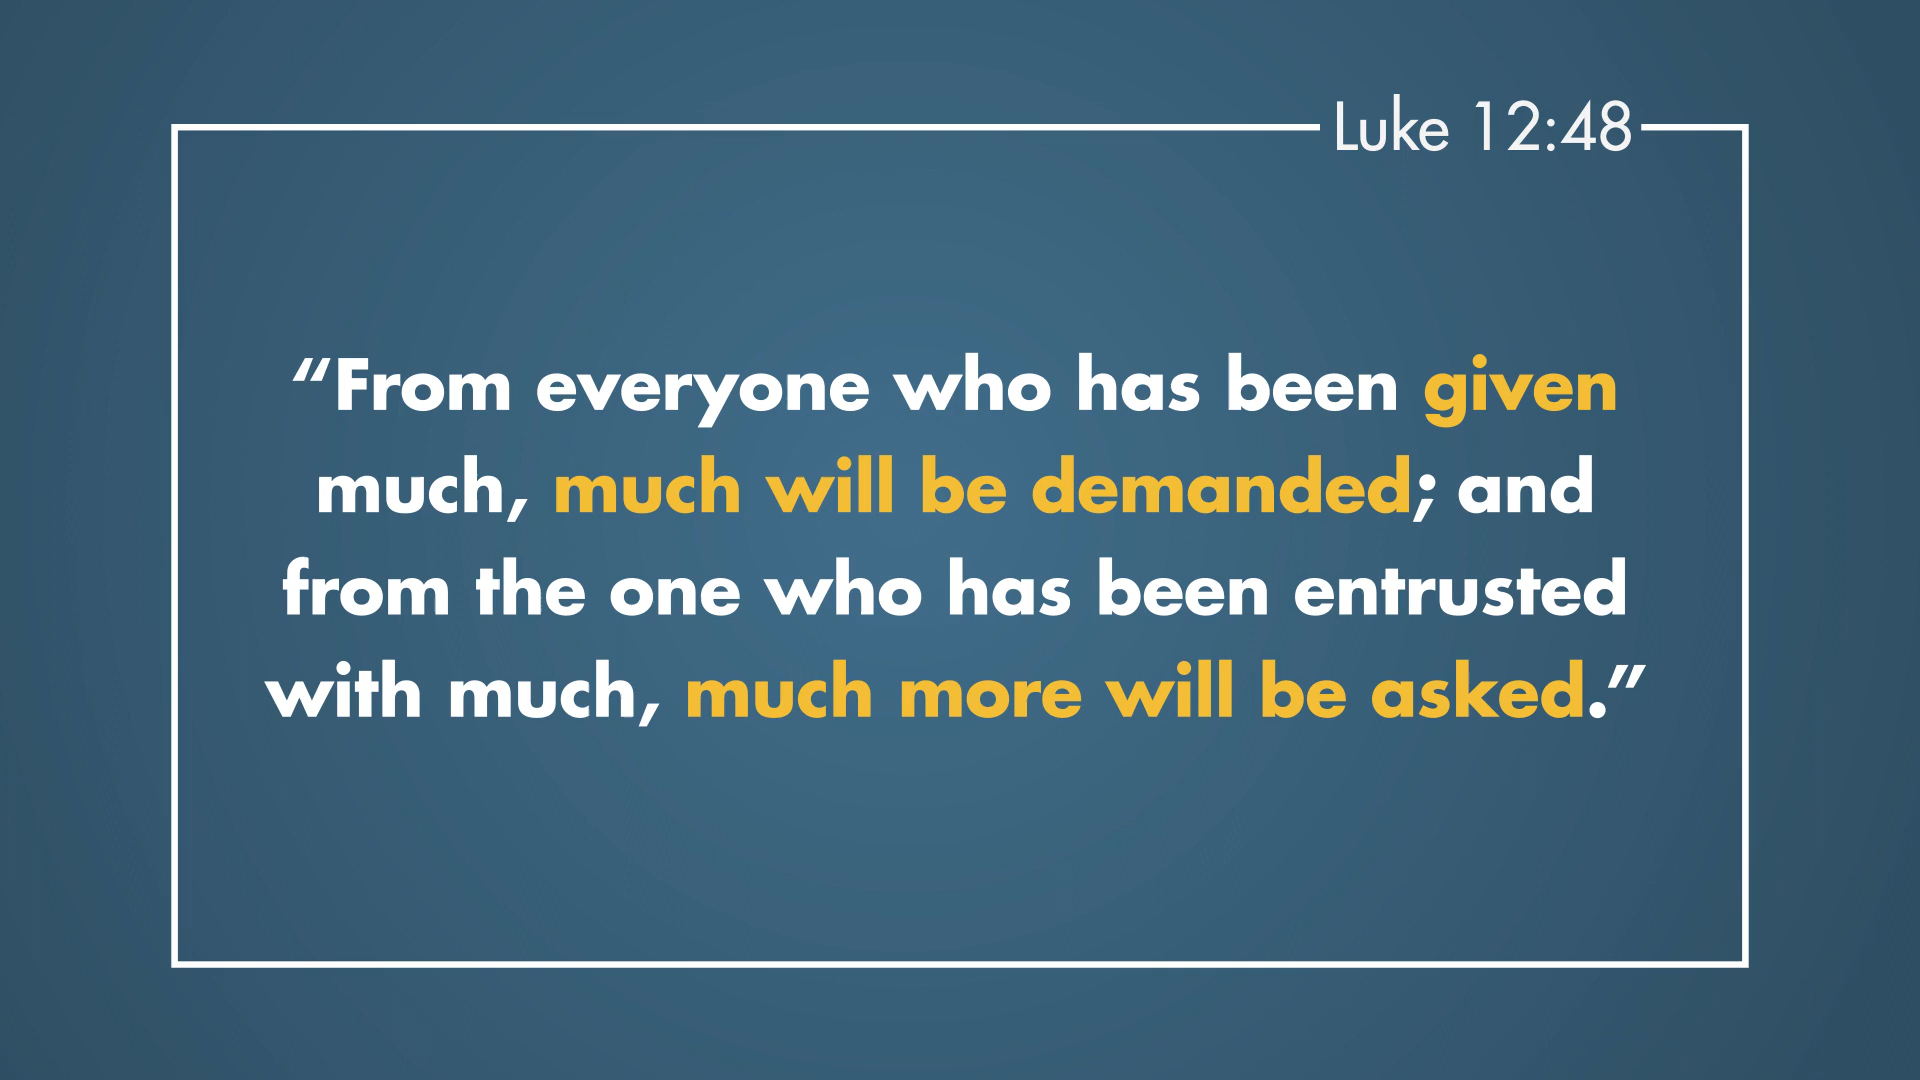 Luke 12:48
“From everyone who has been given
much, much will be demanded; and
from the one who has been entrusted
with much, much more will be asked.”